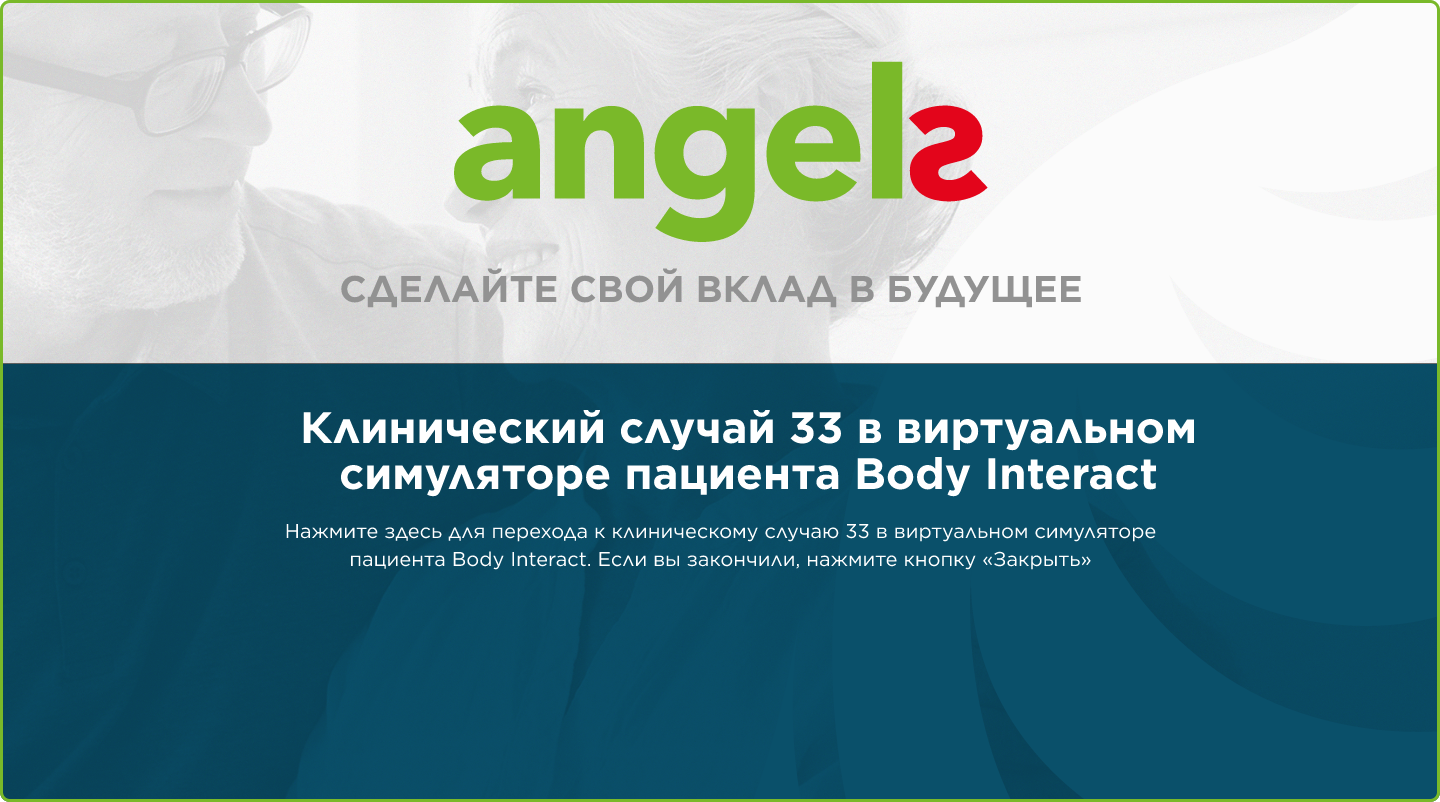 angels
СДЕЛАЙТЕ СВОЙ ВКЛАД В БУДУЩЕЕ
Клинический случай 33 в виртуальном
симуляторе пациента Body Interact
Нажмите здесь для перехода к клиническому случаю 33 в виртуальном симуляторе
пациента Body Interact. Если вы закончили, нажмите кнопку «Закрыть»